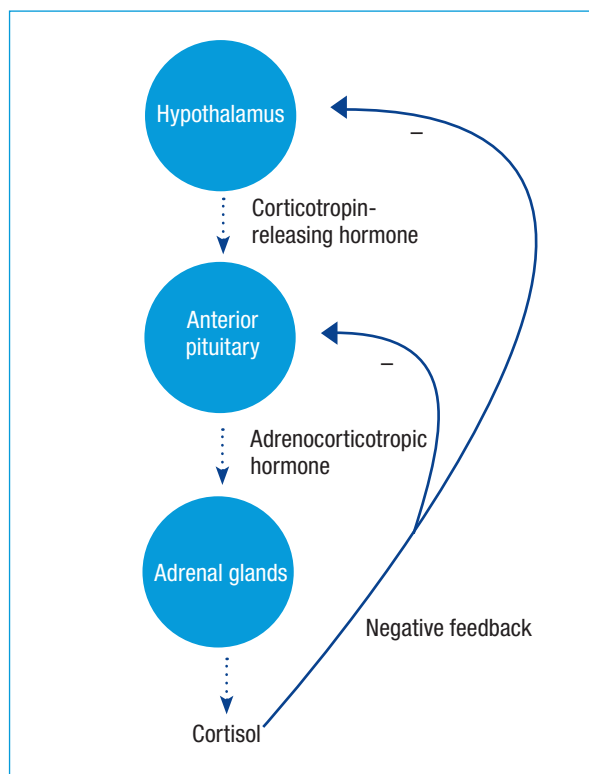 Hypothalamus
–
Corticotropin-
releasing hormone
Anterior
pituitary
–
Adrenocorticotropic
hormone
Adrenal glands
Negative feedback
Cortisol